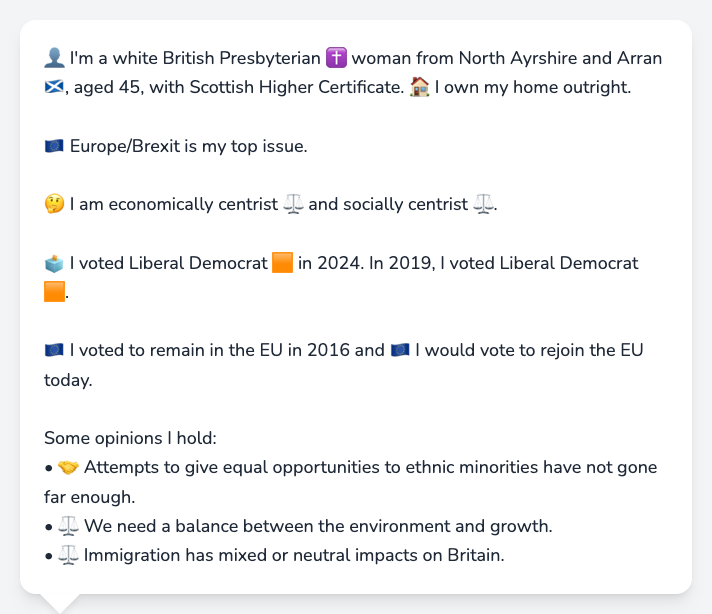 👤 I'm a white British Presbyterian ✝️ woman from North Ayrshire and Arran
🏴󠁧󠁢󠁳󠁣󠁴󠁿, aged 45, with Scottish Higher Certificate. 🏠 I own my home outright.
🇪🇺 Europe/Brexit is my top issue.
🤔 I am economically centrist ⚖️ and socially centrist ⚖️.
🗳️ I voted Liberal Democrat 🟧 in 2024. In 2019, I voted Liberal Democrat
🟧.
🇪🇺 I voted to remain in the EU in 2016 and 🇪🇺 I would vote to rejoin the EU
today.
Some opinions I hold:
• 🤝 Attempts to give equal opportunities to ethnic minorities have not gone
far enough.
• ⚖️ We need a balance between the environment and growth.
• ⚖️ Immigration has mixed or neutral impacts on Britain.